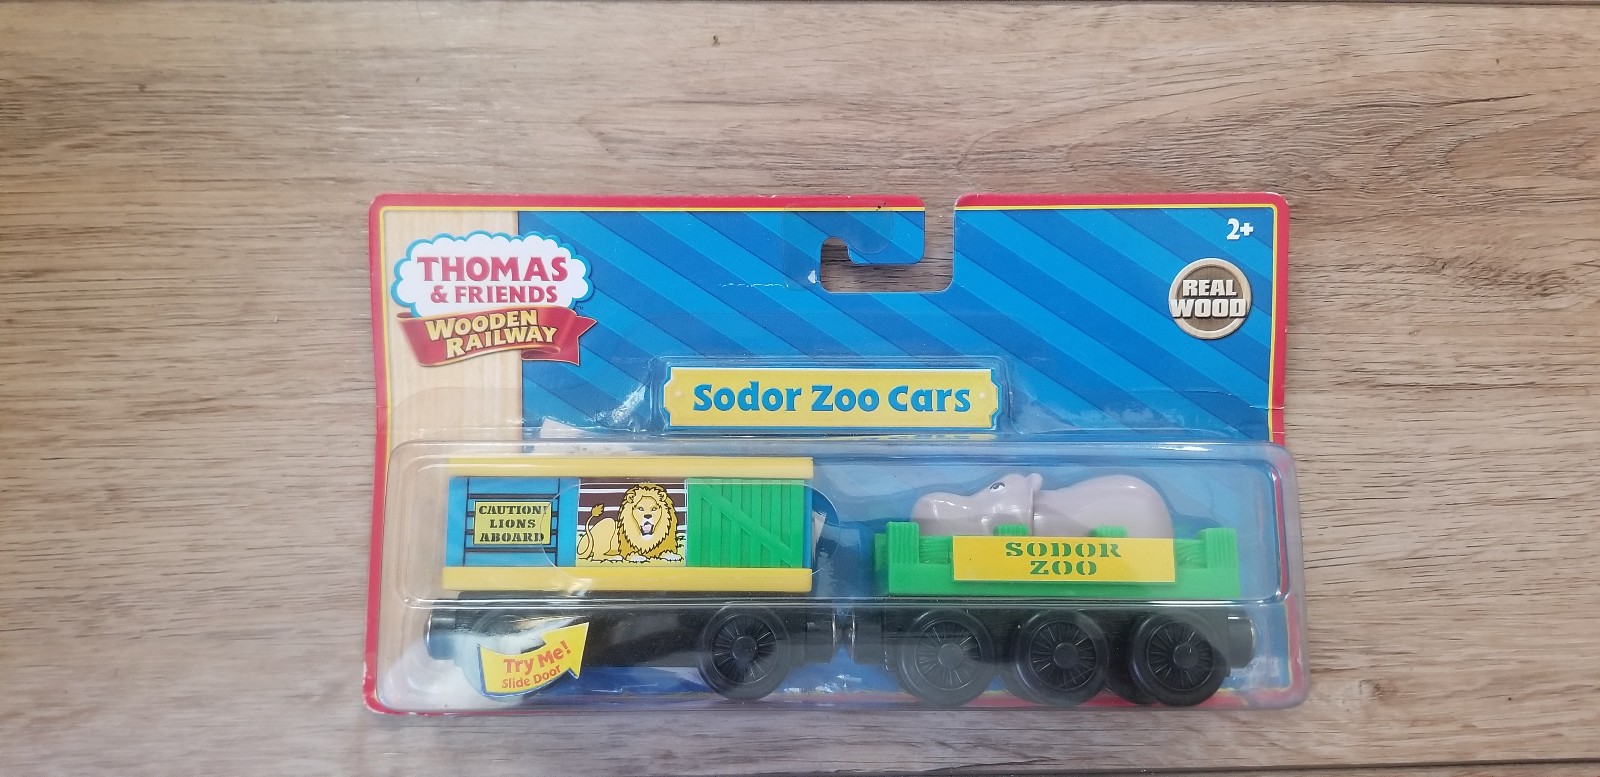 THOMAS
& FRIENDS
WOODEN
RAILWAY
2+
REAL
WOOD
Sodor Zoo Cars
CAUTION!
LIONS
ABOARD
SODOR
ZOO
Try Me!
Slide Door